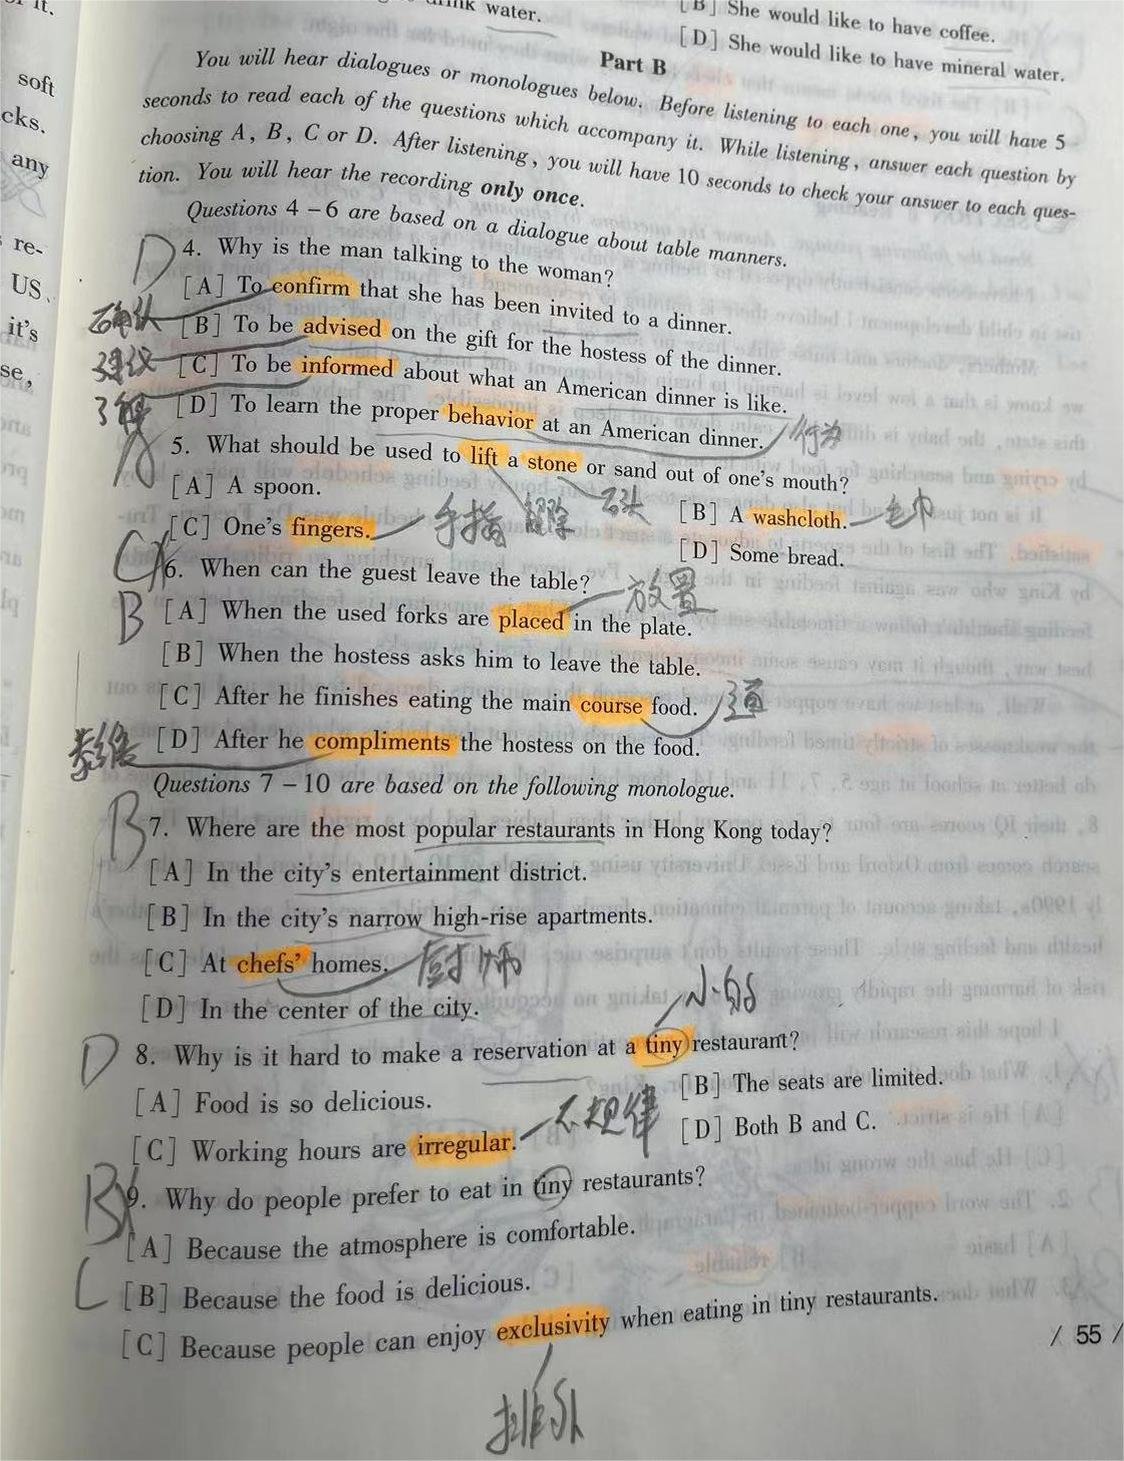 water.
[B] She would like to have coffee.
[D] She would like to have mineral water.
soft
cks.
any
re-
US,
it's
se,
Part B
You will hear dialogues or monologues below. Before listening to each one, you will have 5
seconds to read each of the questions which accompany it. While listening, answer each question by
choosing A, B, C or D. After listening, you will have 10 seconds to check your answer to each ques-
tion. You will hear the recording only once.
Questions 4-6 are based on a dialogue about table manners.
D 4. Why is the man talking to the woman?
[A] To confirm that she has been invited to a dinner.
确认 [B] To be advised on the gift for the hostess of the dinner.
建议 [C] To be informed about what an American dinner is like.
了解 [D] To learn the proper behavior at an American dinner. 行为
A 5. What should be used to lift a stone or sand out of one's mouth?
[A] A spoon.
[B] A washcloth. 毛巾
[C] One's fingers. 手指 石头
[D] Some bread.
C 6. When can the guest leave the table? 放置
B [A] When the used forks are placed in the plate.
[B] When the hostess asks him to leave the table.
[C] After he finishes eating the main course food. 道
[D] After he compliments the hostess on the food.
Questions 7-10 are based on the following monologue.
B 7. Where are the most popular restaurants in Hong Kong today?
[A] In the city's entertainment district.
[B] In the city's narrow high-rise apartments.
[C] At chefs' homes. 厨师
[D] In the center of the city.
小的
D 8. Why is it hard to make a reservation at a tiny restaurant?
[A] Food is so delicious.
[B] The seats are limited.
[C] Working hours are irregular. 不规律
[D] Both B and C.
B 9. Why do people prefer to eat in tiny restaurants?
[A] Because the atmosphere is comfortable.
C [B] Because the food is delicious.
[C] Because people can enjoy exclusivity when eating in tiny restaurants.
/ 55 /
排外